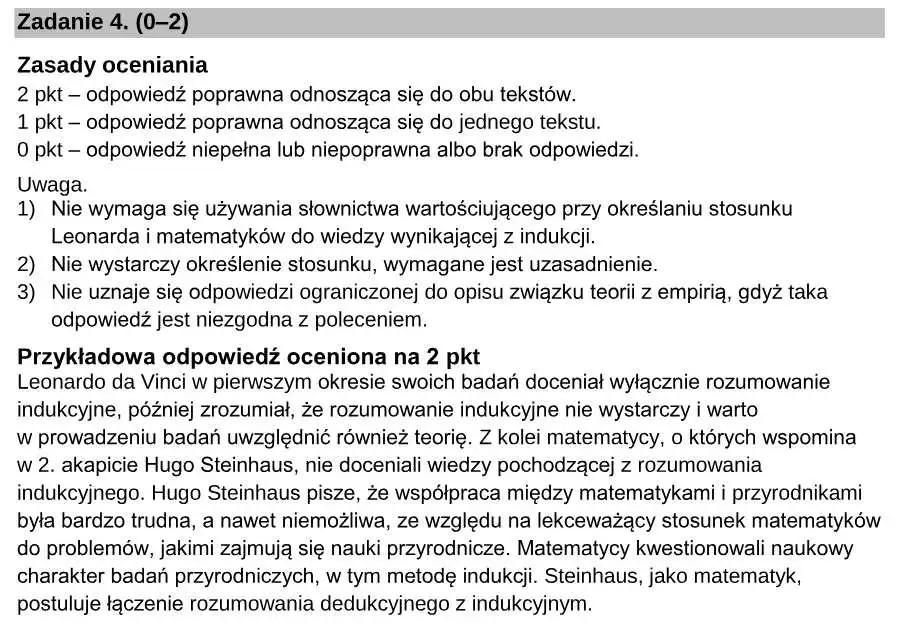 Zadanie 4. (0–2)
Zasady oceniania
2 pkt – odpowiedź poprawna odnosząca się do obu tekstów.
1 pkt – odpowiedź poprawna odnosząca się do jednego tekstu.
0 pkt – odpowiedź niepełna lub niepoprawna albo brak odpowiedzi.
Uwaga.
1) Nie wymaga się używania słownictwa wartościującego przy określaniu stosunku
Leonarda i matematyków do wiedzy wynikającej z indukcji.
2) Nie wystarczy określenie stosunku, wymagane jest uzasadnienie.
3) Nie uznaje się odpowiedzi ograniczonej do opisu związku teorii z empirią, gdyż taka
odpowiedź jest niezgodna z poleceniem.
Przykładowa odpowiedź oceniona na 2 pkt
Leonardo da Vinci w pierwszym okresie swoich badań doceniał wyłącznie rozumowanie
indukcyjne, później zrozumiał, że rozumowanie indukcyjne nie wystarczy i warto
w prowadzeniu badań uwzględnić również teorię. Z kolei matematycy, o których wspomina
w 2. akapicie Hugo Steinhaus, nie doceniali wiedzy pochodzącej z rozumowania
indukcyjnego. Hugo Steinhaus pisze, że współpraca między matematykami i przyrodnikami
była bardzo trudna, a nawet niemożliwa, ze względu na lekceważący stosunek matematyków
do problemów, jakimi zajmują się nauki przyrodnicze. Matematycy kwestionowali naukowy
charakter badań przyrodniczych, w tym metodę indukcji. Steinhaus, jako matematyk,
postuluje łączenie rozumowania dedukcyjnego z indukcyjnym.